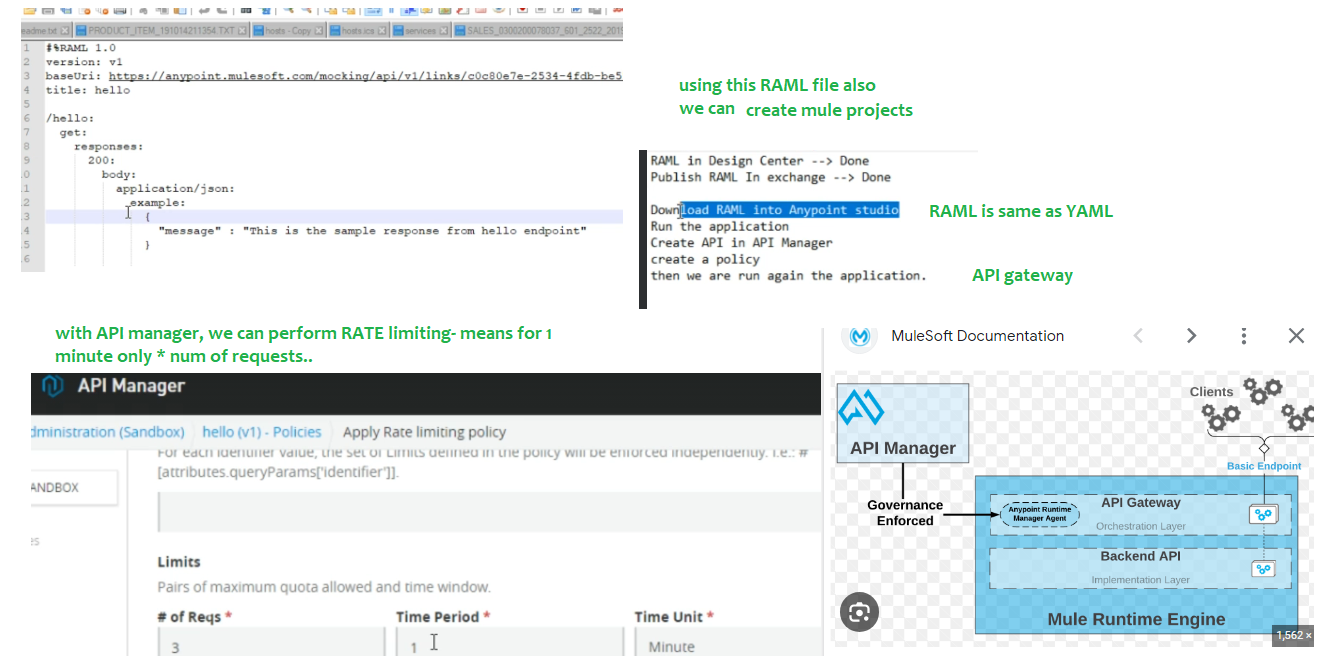 eadme.txt PRODUCT_ITEM_191014211354.TXT hosts - Copy hosts.ics services SALES_0300200078037_601_2522_201
1 #%RAML 1.0
2 version: v1
3 baseUri: https://anypoint.mulesoft.com/mocking/api/v1/links/c0c80e7e-2534-4fdb-be5
4 title: hello
5
6 /hello:
7 get:
8 responses:
9 200:
.0 body:
.1 application/json:
.2 example:
.3 {
.4 "message" : "This is the sample response from hello endpoint"
.5 }
.6
using this RAML file also
we can create mule projects
RAML in Design Center --> Done
Publish RAML In exchange --> Done
Download RAML into Anypoint studio
Run the application
Create API in API Manager
create a policy
then we are run again the application.
RAML is same as YAML
API gateway
with API manager, we can perform RATE limiting- means for 1
minute only * num of requests..
API Manager
dministration (Sandbox) hello (v1) - Policies Apply Rate limiting policy
For each identifier value, the set of Limits defined in the policy will be enforced independently. I.e.: #
[attributes.queryParams['identifier']].
ANDBOX
es
Limits
Pairs of maximum quota allowed and time window.
# of Reqs * Time Period * Time Unit *
3 1 Minute
MuleSoft Documentation
API Manager
Clients
Basic Endpoint
Governance
Enforced
Anypoint Runtime
Manager Agent
API Gateway
Orchestration Layer
Backend API
Implementation Layer
Mule Runtime Engine
1,562 ×